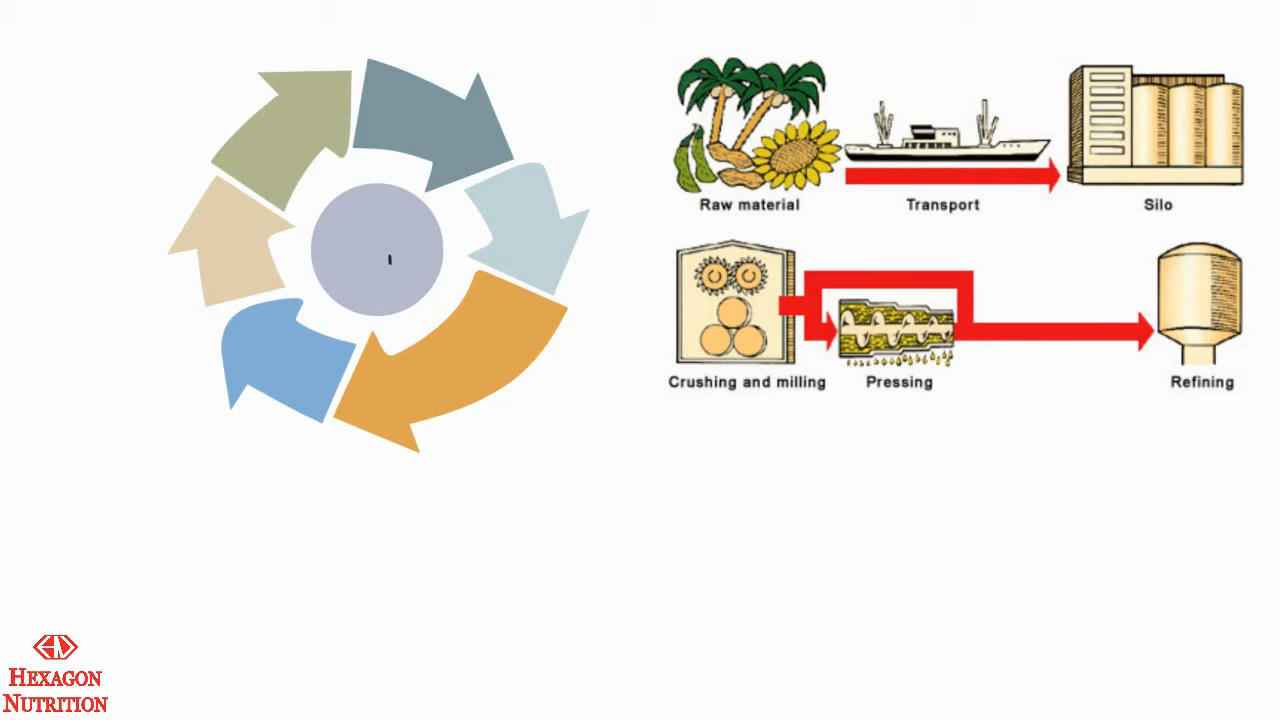 Raw material
Transport
Silo
Crushing and milling
Pressing
Refining
HEXAGON
NUTRITION